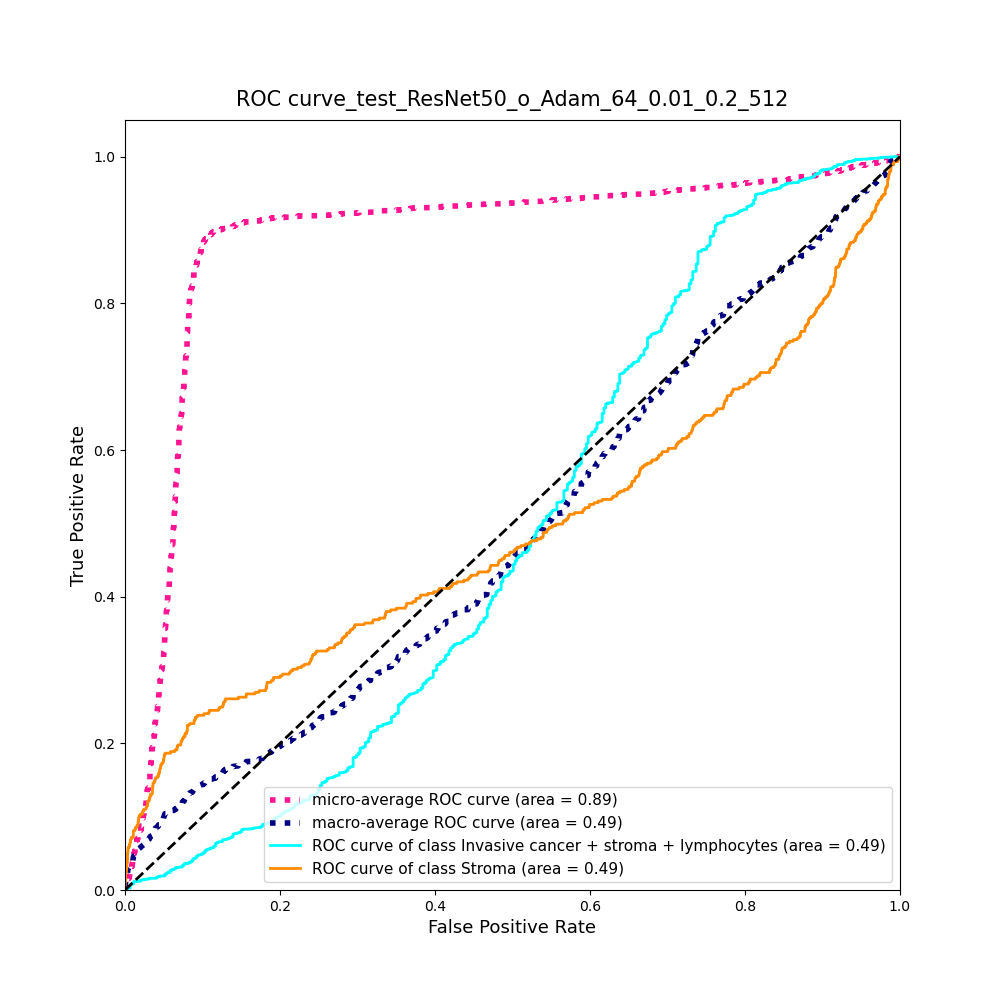 ROC curve_test_ResNet50_o_Adam_64_0.01_0.2_512
True Positive Rate
1.0
0.8
0.6
0.4
0.2
0.0
micro-average ROC curve (area = 0.89)
macro-average ROC curve (area = 0.49)
ROC curve of class Invasive cancer + stroma + lymphocytes (area = 0.49)
ROC curve of class Stroma (area = 0.49)
0.0 0.2 0.4 0.6 0.8 1.0
False Positive Rate